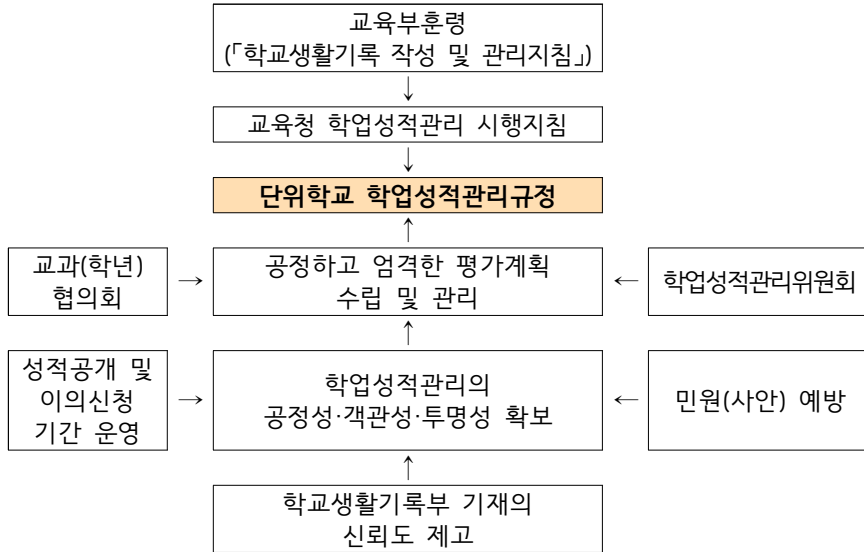 교육부훈령
(「학교생활기록 작성 및 관리지침」)
↓
교육청 학업성적관리 시행지침
↓
단위학교 학업성적관리규정
↑
교과(학년)
협의회
→
공정하고 엄격한 평가계획
수립 및 관리
←
학업성적관리위원회
↑
성적공개 및
이의신청
기간 운영
→
학업성적관리의
공정성·객관성·투명성 확보
←
민원(사안) 예방
↑
학교생활기록부 기재의
신뢰도 제고